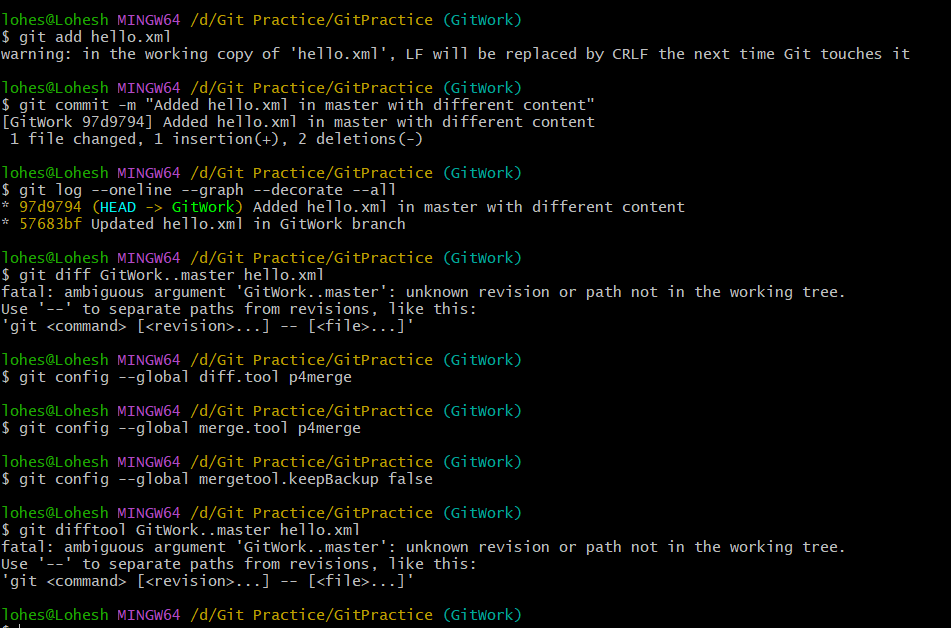 lohes@Lohesh MINGW64 /d/Git Practice/GitPractice (GitWork)
$ git add hello.xml
warning: in the working copy of 'hello.xml', LF will be replaced by CRLF the next time Git touches it
lohes@Lohesh MINGW64 /d/Git Practice/GitPractice (GitWork)
$ git commit -m "Added hello.xml in master with different content"
[GitWork 97d9794] Added hello.xml in master with different content
1 file changed, 1 insertion(+), 2 deletions(-)
lohes@Lohesh MINGW64 /d/Git Practice/GitPractice (GitWork)
$ git log --oneline --graph --decorate --all
* 97d9794 (HEAD -> GitWork) Added hello.xml in master with different content
* 57683bf Updated hello.xml in GitWork branch
lohes@Lohesh MINGW64 /d/Git Practice/GitPractice (GitWork)
$ git diff GitWork..master hello.xml
fatal: ambiguous argument 'GitWork..master': unknown revision or path not in the working tree.
Use '--' to separate paths from revisions, like this:
'git <command> [<revision>...] -- [<file>...]'
lohes@Lohesh MINGW64 /d/Git Practice/GitPractice (GitWork)
$ git config --global diff.tool p4merge
lohes@Lohesh MINGW64 /d/Git Practice/GitPractice (GitWork)
$ git config --global merge.tool p4merge
lohes@Lohesh MINGW64 /d/Git Practice/GitPractice (GitWork)
$ git config --global mergetool.keepBackup false
lohes@Lohesh MINGW64 /d/Git Practice/GitPractice (GitWork)
$ git difftool GitWork..master hello.xml
fatal: ambiguous argument 'GitWork..master': unknown revision or path not in the working tree.
Use '--' to separate paths from revisions, like this:
'git <command> [<revision>...] -- [<file>...]'
lohes@Lohesh MINGW64 /d/Git Practice/GitPractice (GitWork)
$